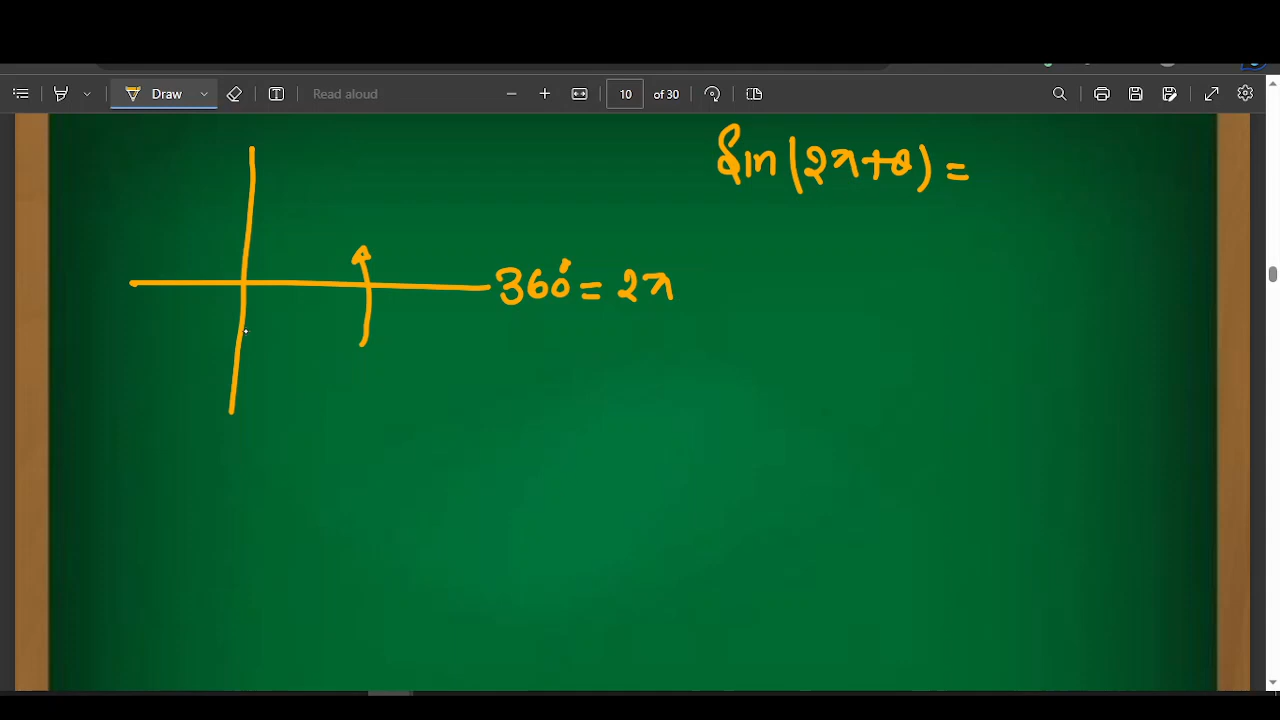 Draw Read aloud 10 of 30
Sin(2π+θ) =
360° = 2π